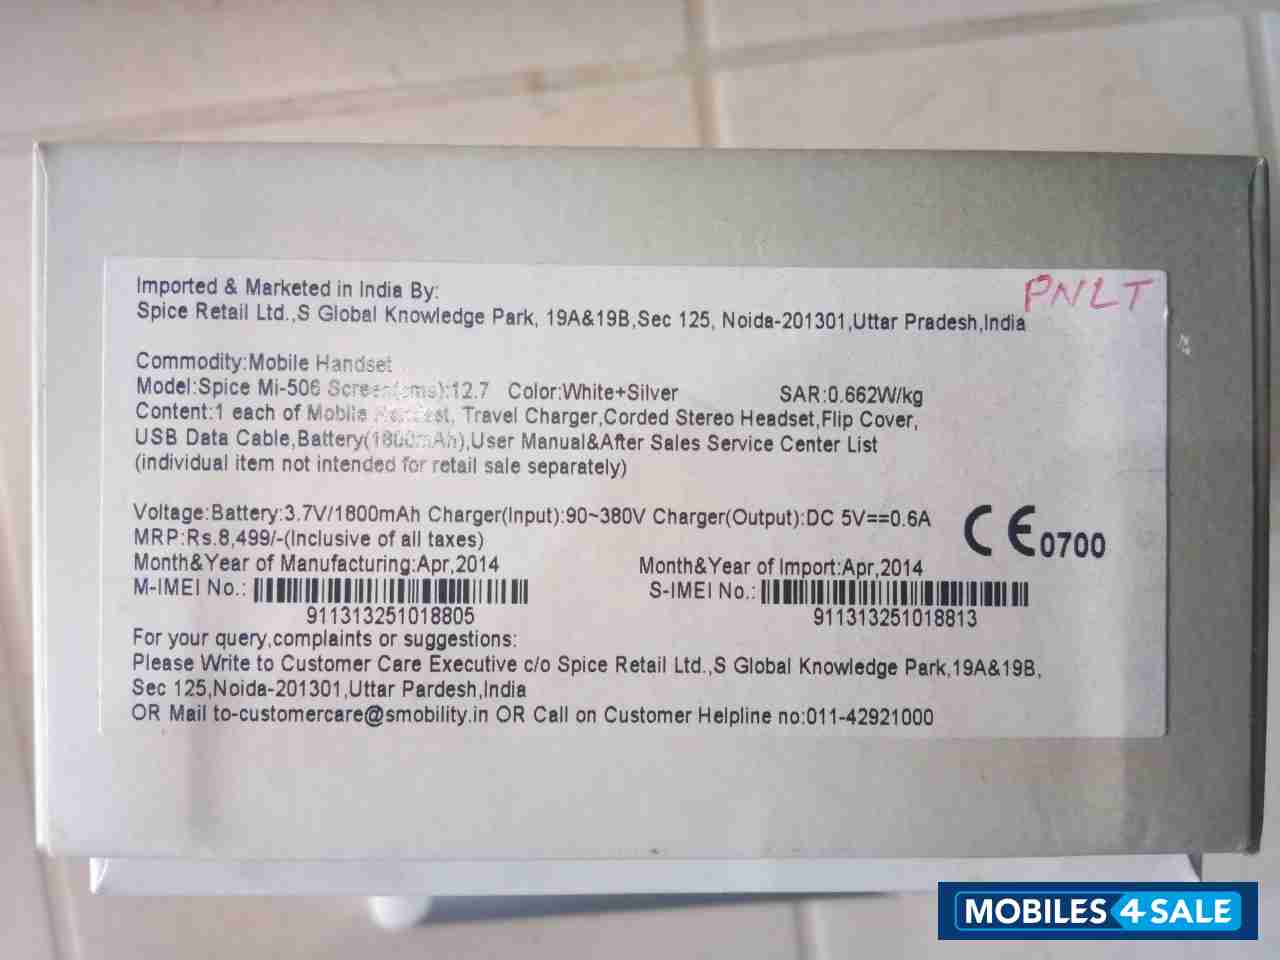 Imported & Marketed in India By:
PNLT
Spice Retail Ltd.,S Global Knowledge Park, 19A&19B,Sec 125, Noida-201301,Uttar Pradesh,India
Commodity:Mobile Handset
Model:Spice Mi-506 Screen(cms):12.7 Color:White+Silver SAR:0.662W/kg
Content:1 each of Mobile Travel Charger,Corded Stereo Headset,Flip Cover,
USB Data Cable,Battery(1800mAh),User Manual&After Sales Service Center List
(individual item not intended for retail sale separately)
Voltage:Battery:3.7V/1800mAh Charger(Input):90~380V Charger(Output):DC 5V==0.6A
CE0700
MRP:Rs.8,499/-(Inclusive of all taxes)
Month&Year of Manufacturing:Apr,2014 Month&Year of Import:Apr,2014
M-IMEI No.: S-IMEI No.:
911313251018805 911313251018813
For your query,complaints or suggestions:
Please Write to Customer Care Executive c/o Spice Retail Ltd.,S Global Knowledge Park,19A&19B,
Sec 125,Noida-201301,Uttar Pardesh,India
OR Mail to-customercare@smobility.in OR Call on Customer Helpline no:011-42921000
MOBILES4SALE